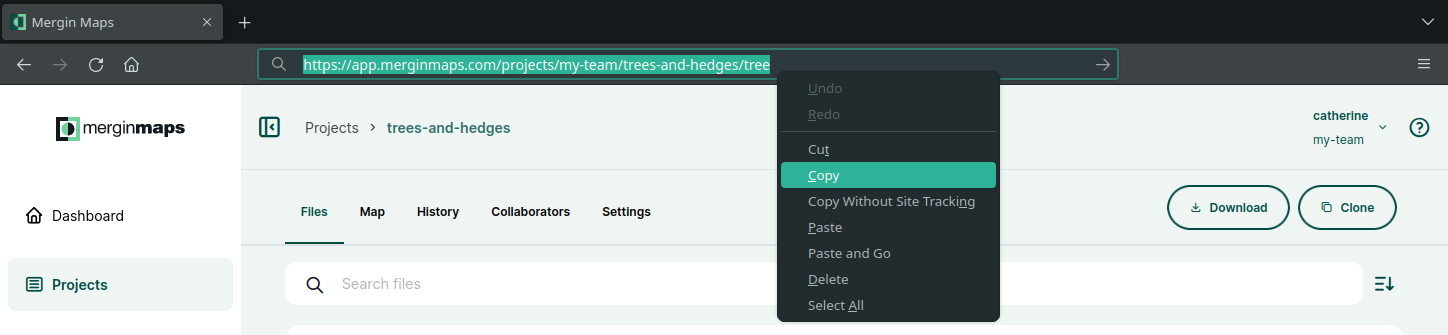 Mergin Maps
https://app.merginmaps.com/projects/my-team/trees-and-hedges/tree
merginmaps
Projects > trees-and-hedges
catherine
my-team
Undo
Redo
Cut
Copy
Copy Without Site Tracking
Paste
Paste and Go
Delete
Select All
Dashboard
Projects
Files Map History Collaborators Settings
Download Clone
Search files